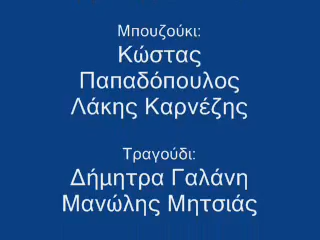 Μπουζούκι:
Κώστας
Παπαδόπουλος
Λάκης Καρνέζης
Τραγούδι:
Δήμητρα Γαλάνη
Μανώλης Μητσιάς